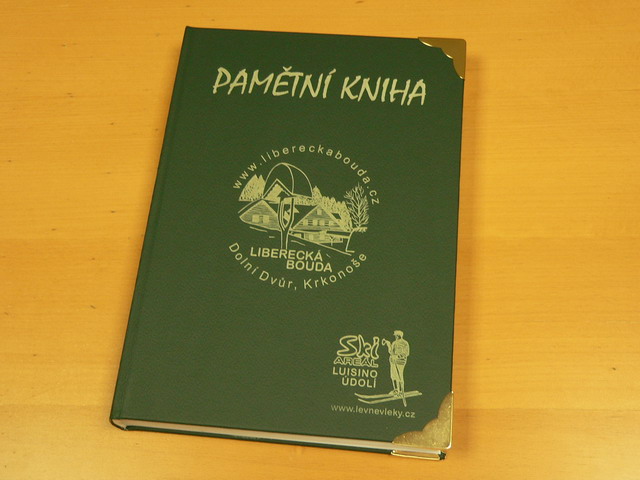 PAMĚTNÍ KNIHA
www.libereckabouda.cz
LIBERECKÁ
BOUDA
Dolní Dvůr, Krkonoše
Ski
AREÁL
LUISINO
ÚDOLÍ
www.levnevleky.cz